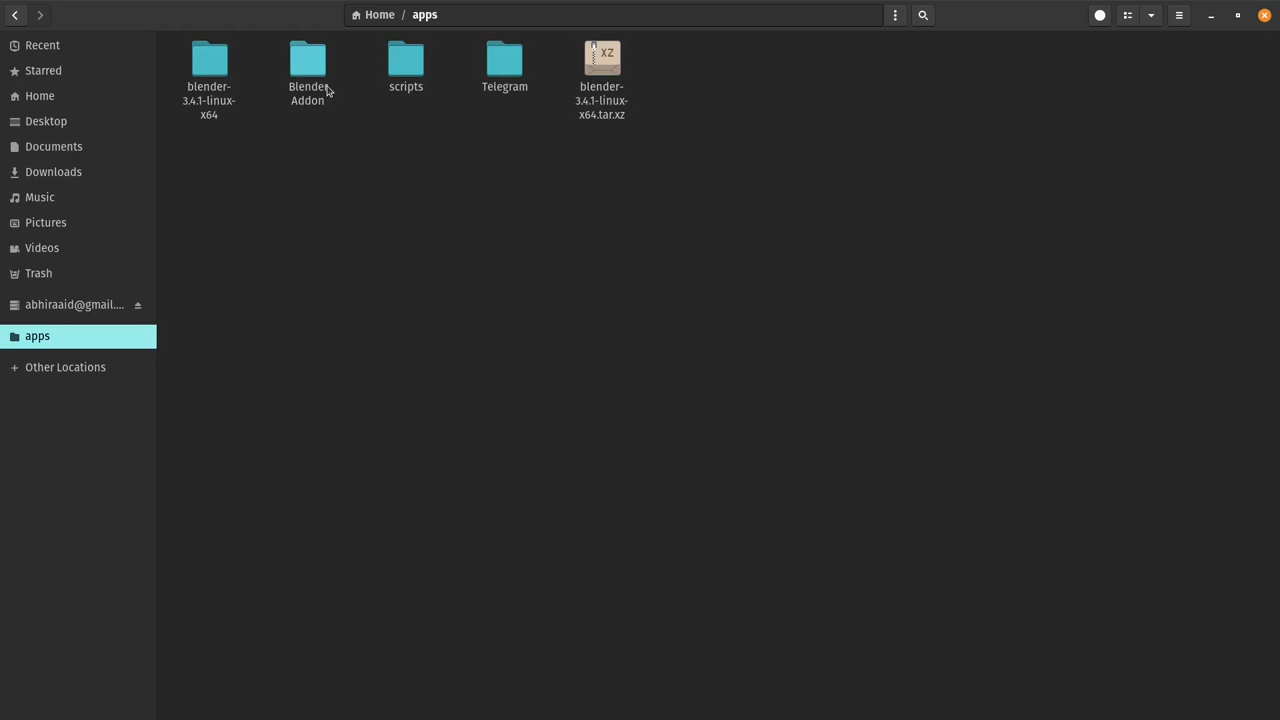 Home / apps
Recent
Starred
Home
Desktop
Documents
Downloads
Music
Pictures
Videos
Trash
abhiraaid@gmail....
apps
Other Locations
blender-
3.4.1-linux-
x64
Blender
Addon
scripts
Telegram
XZ
blender-
3.4.1-linux-
x64.tar.xz